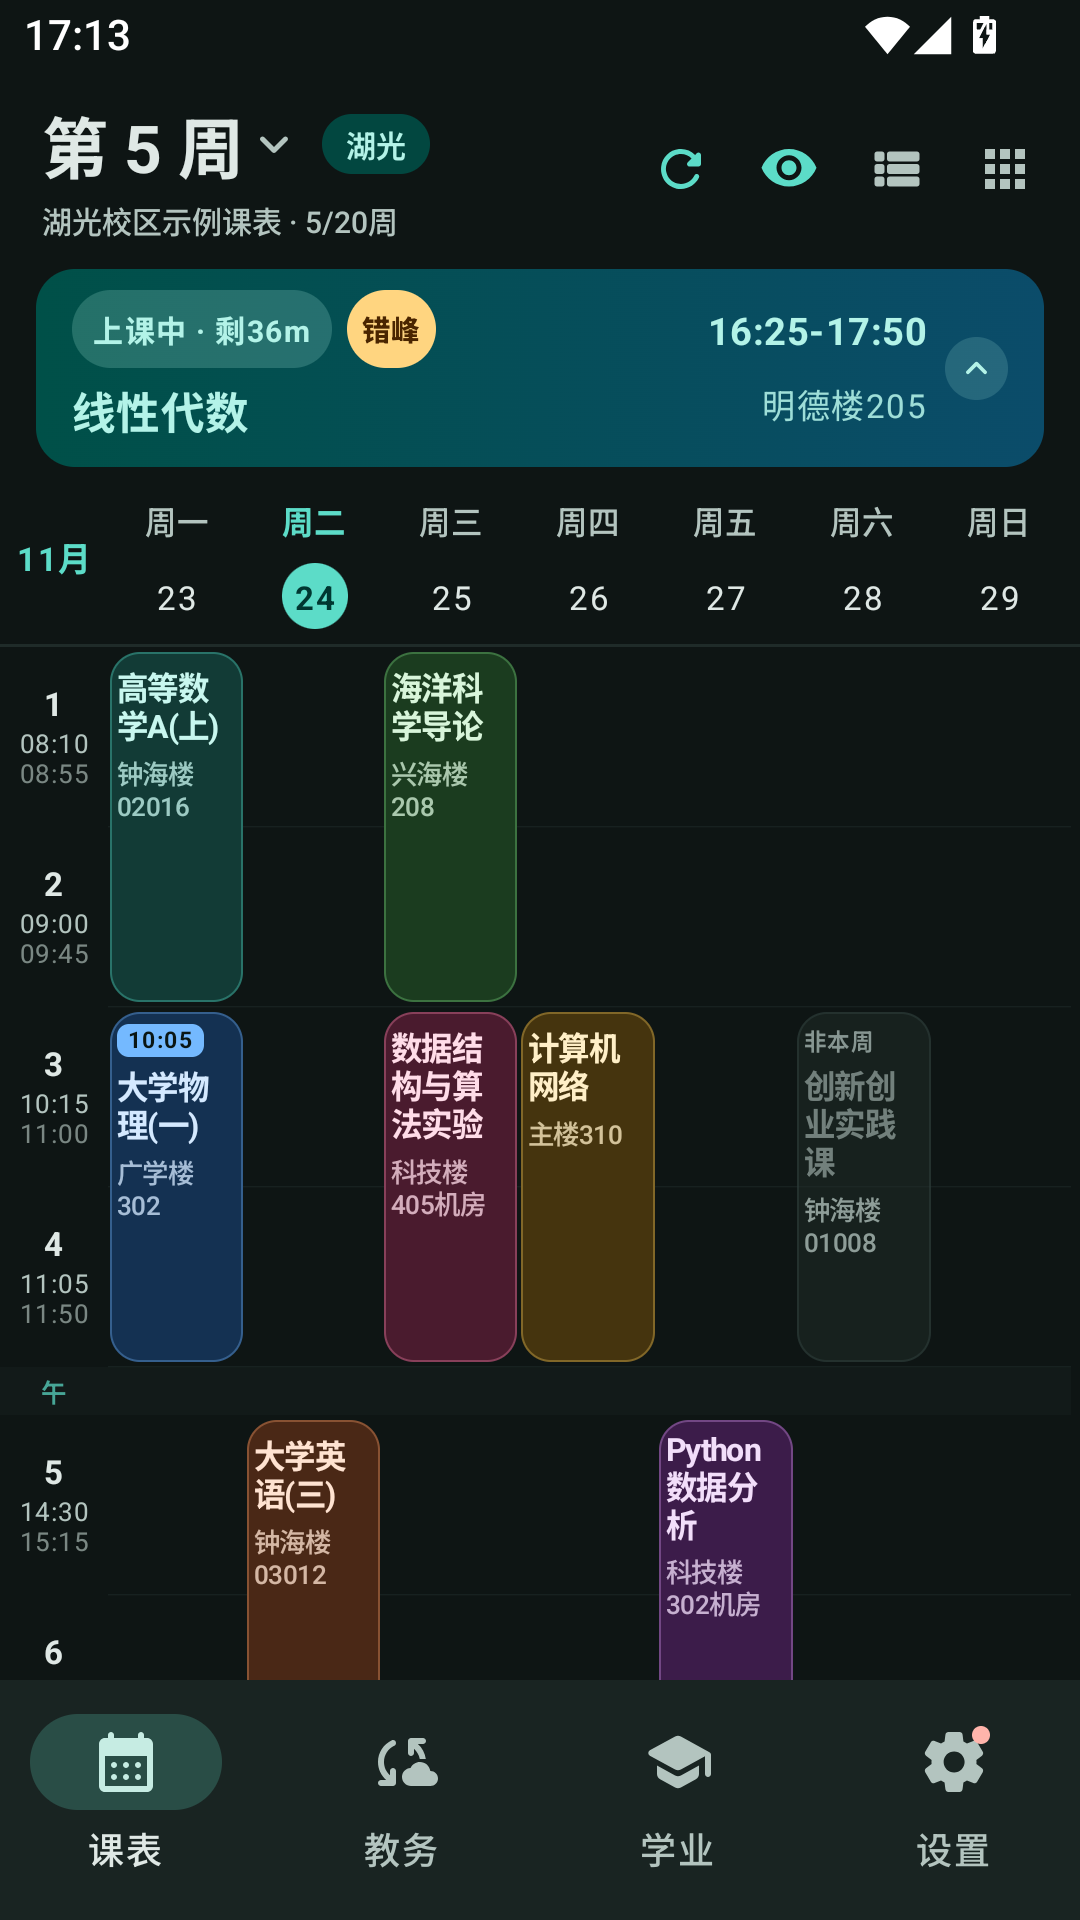 17:13
第 5 周
湖光
湖光校区示例课表 · 5/20周
上课中 · 剩36m
错峰
16:25-17:50
线性代数
明德楼205
11月
周一
周二
周三
周四
周五
周六
周日
23
24
25
26
27
28
29
1
08:10
08:55
2
09:00
09:45
3
10:15
11:00
4
11:05
11:50
午
5
14:30
15:15
6
高等数
学A(上)
钟海楼
02016
海洋科
学导论
兴海楼
208
10:05
大学物
理(一)
广学楼
302
数据结
构与算
法实验
科技楼
405机房
计算机
网络
主楼310
非本周
创新创
业实践
课
钟海楼
01008
大学英
语(三)
钟海楼
03012
Python
数据分
析
科技楼
302机房
课表
教务
学业
设置